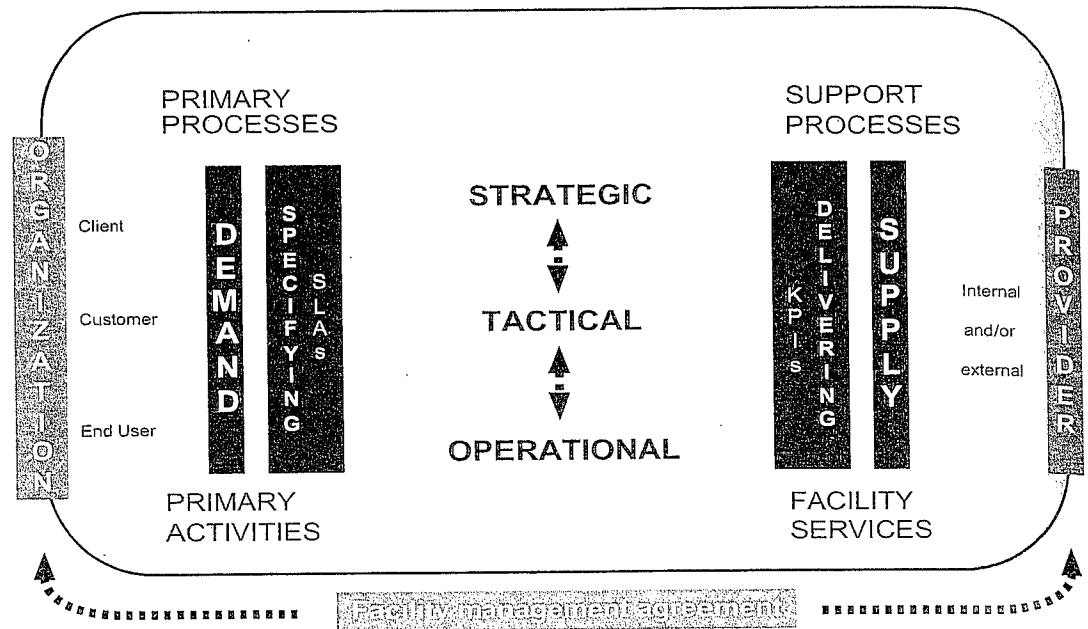 PRIMARY
PROCESSES
SUPPORT
PROCESSES
ORGANIZATION
Client
Customer
End User
DEMAND
SPECIFYING
SLAs
STRATEGIC
TACTICAL
OPERATIONAL
KPIs
DELIVERING
SUPPLY
Internal
and/or
external
PROVIDER
PRIMARY
ACTIVITIES
FACILITY
SERVICES
Facility management agreement